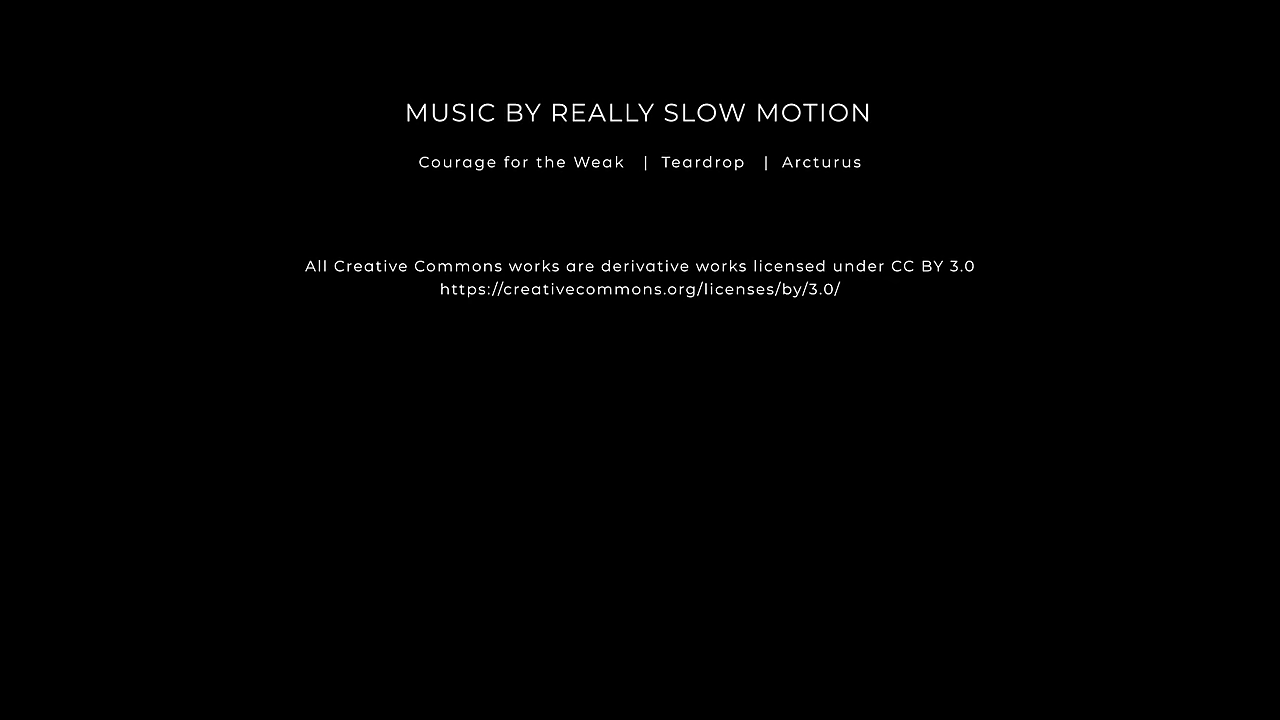 MUSIC BY REALLY SLOW MOTION
Courage for the Weak | Teardrop | Arcturus
All Creative Commons works are derivative works licensed under CC BY 3.0
https://creativecommons.org/licenses/by/3.0/